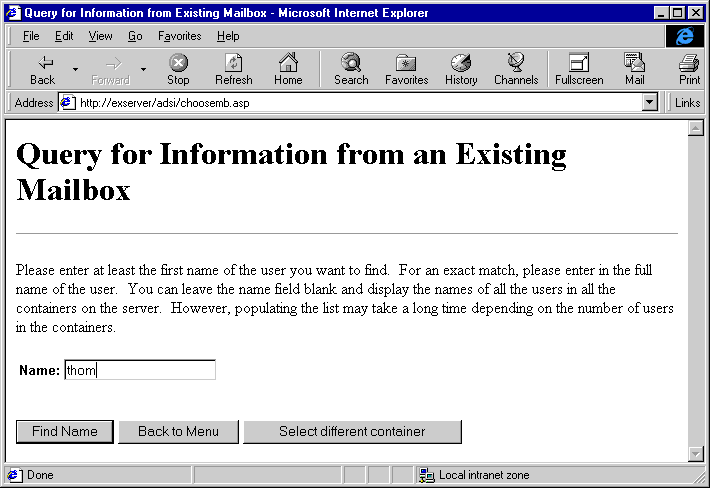 Query for Information from Existing Mailbox - Microsoft Internet Explorer
File Edit View Go Favorites Help
Back Forward Stop Refresh Home Search Favorites History Channels Fullscreen Mail Print
Address http://exserver/adsi/choosemb.asp Links
Query for Information from an Existing
Mailbox
Please enter at least the first name of the user you want to find. For an exact match, please enter in the full
name of the user. You can leave the name field blank and display the names of all the users in all the
containers on the server. However, populating the list may take a long time depending on the number of users
in the containers.
Name: thom
Find Name Back to Menu Select different container
Done Local intranet zone